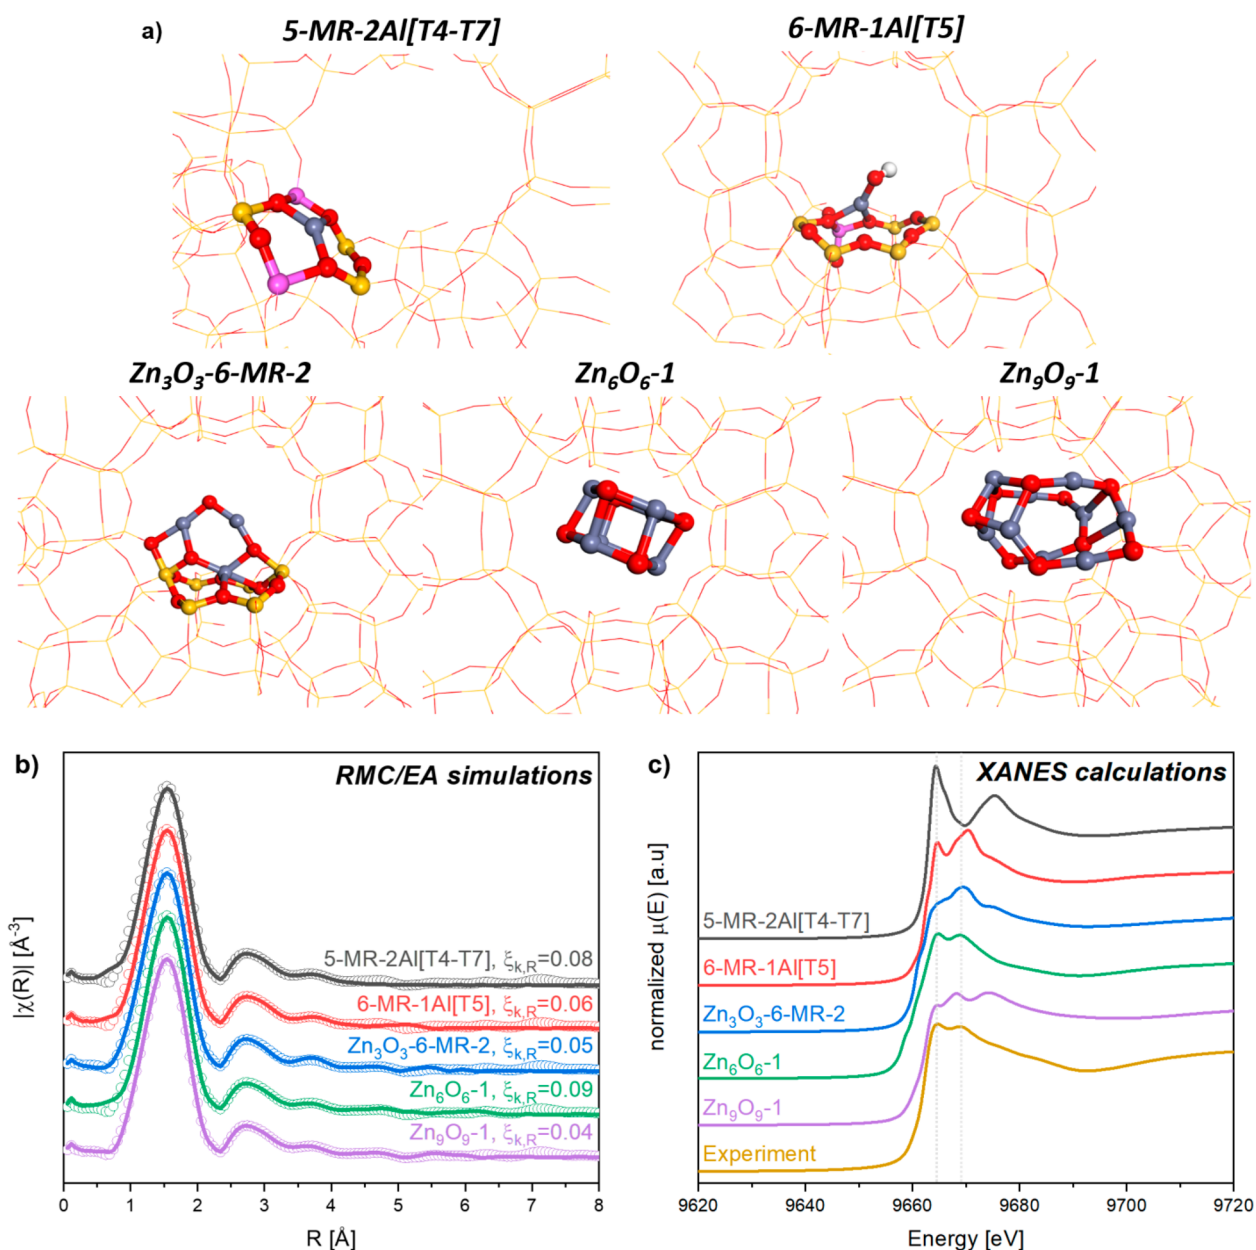 a)
5-MR-2Al[T4-T7]
6-MR-1Al[T5]
Zn₃O₃-6-MR-2
Zn₆O₆-1
Zn₉O₉-1
b)
RMC/EA simulations
|χ(R)| [Å⁻³]
5-MR-2Al[T4-T7], ξk,R=0.08
6-MR-1Al[T5], ξk,R=0.06
Zn₃O₃-6-MR-2, ξk,R=0.05
Zn₆O₆-1, ξk,R=0.09
Zn₉O₉-1, ξk,R=0.04
0 1 2 3 4 5 6 7 8
R [Å]
c)
XANES calculations
normalized μ(E) [a.u]
5-MR-2Al[T4-T7]
6-MR-1Al[T5]
Zn₃O₃-6-MR-2
Zn₆O₆-1
Zn₉O₉-1
Experiment
9620 9640 9660 9680 9700 9720
Energy [eV]